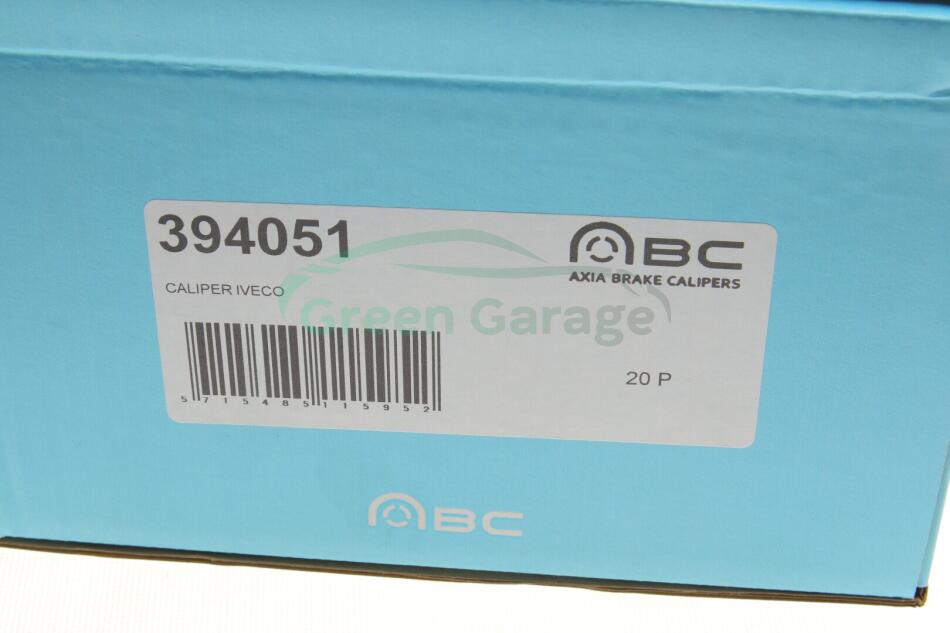 394051
ABC
AXIA BRAKE CALIPERS
CALIPER IVECO
Green Garage
5 715485 115952
20 P
ABC